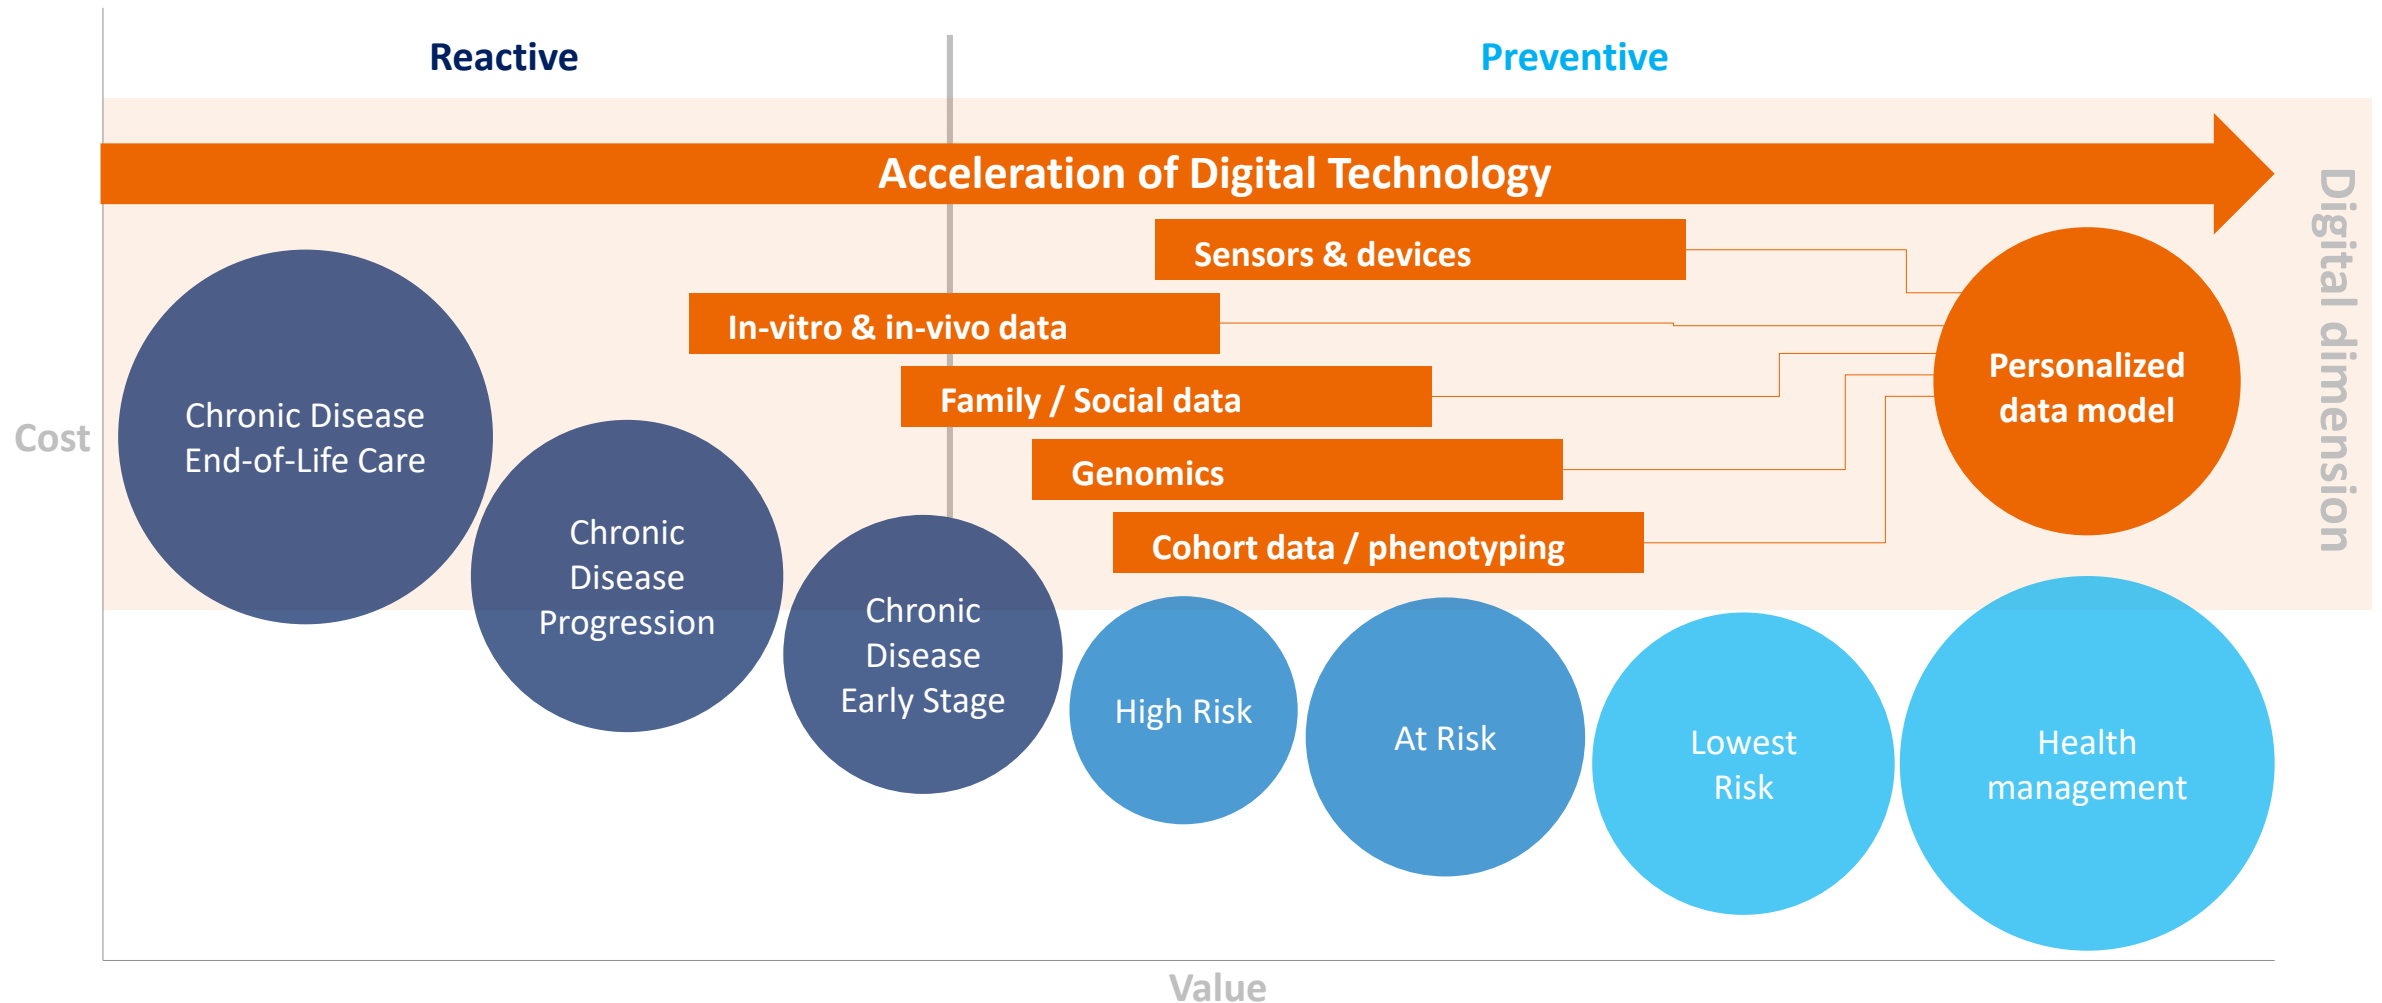 Reactive
Preventive
Acceleration of Digital Technology
Digital dimension
Sensors & devices
In-vitro & in-vivo data
Family / Social data
Genomics
Cohort data / phenotyping
Personalized
data model
Cost
Chronic Disease
End-of-Life Care
Chronic
Disease
Progression
Chronic
Disease
Early Stage
High Risk
At Risk
Lowest
Risk
Health
management
Value